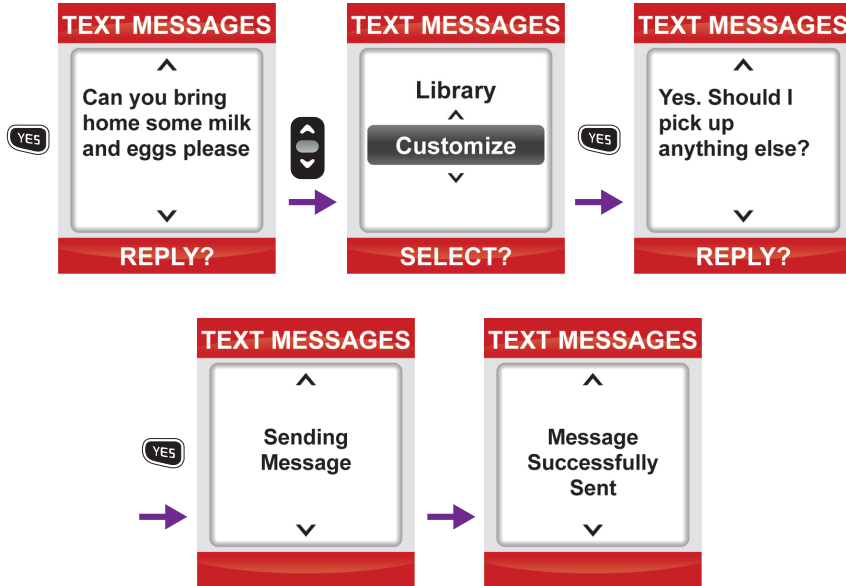 TEXT MESSAGES
Can you bring
home some milk
and eggs please
REPLY?
YES
TEXT MESSAGES
Library
Customize
SELECT?
YES
TEXT MESSAGES
Yes. Should I
pick up
anything else?
REPLY?
YES
TEXT MESSAGES
Sending
Message
TEXT MESSAGES
Message
Successfully
Sent